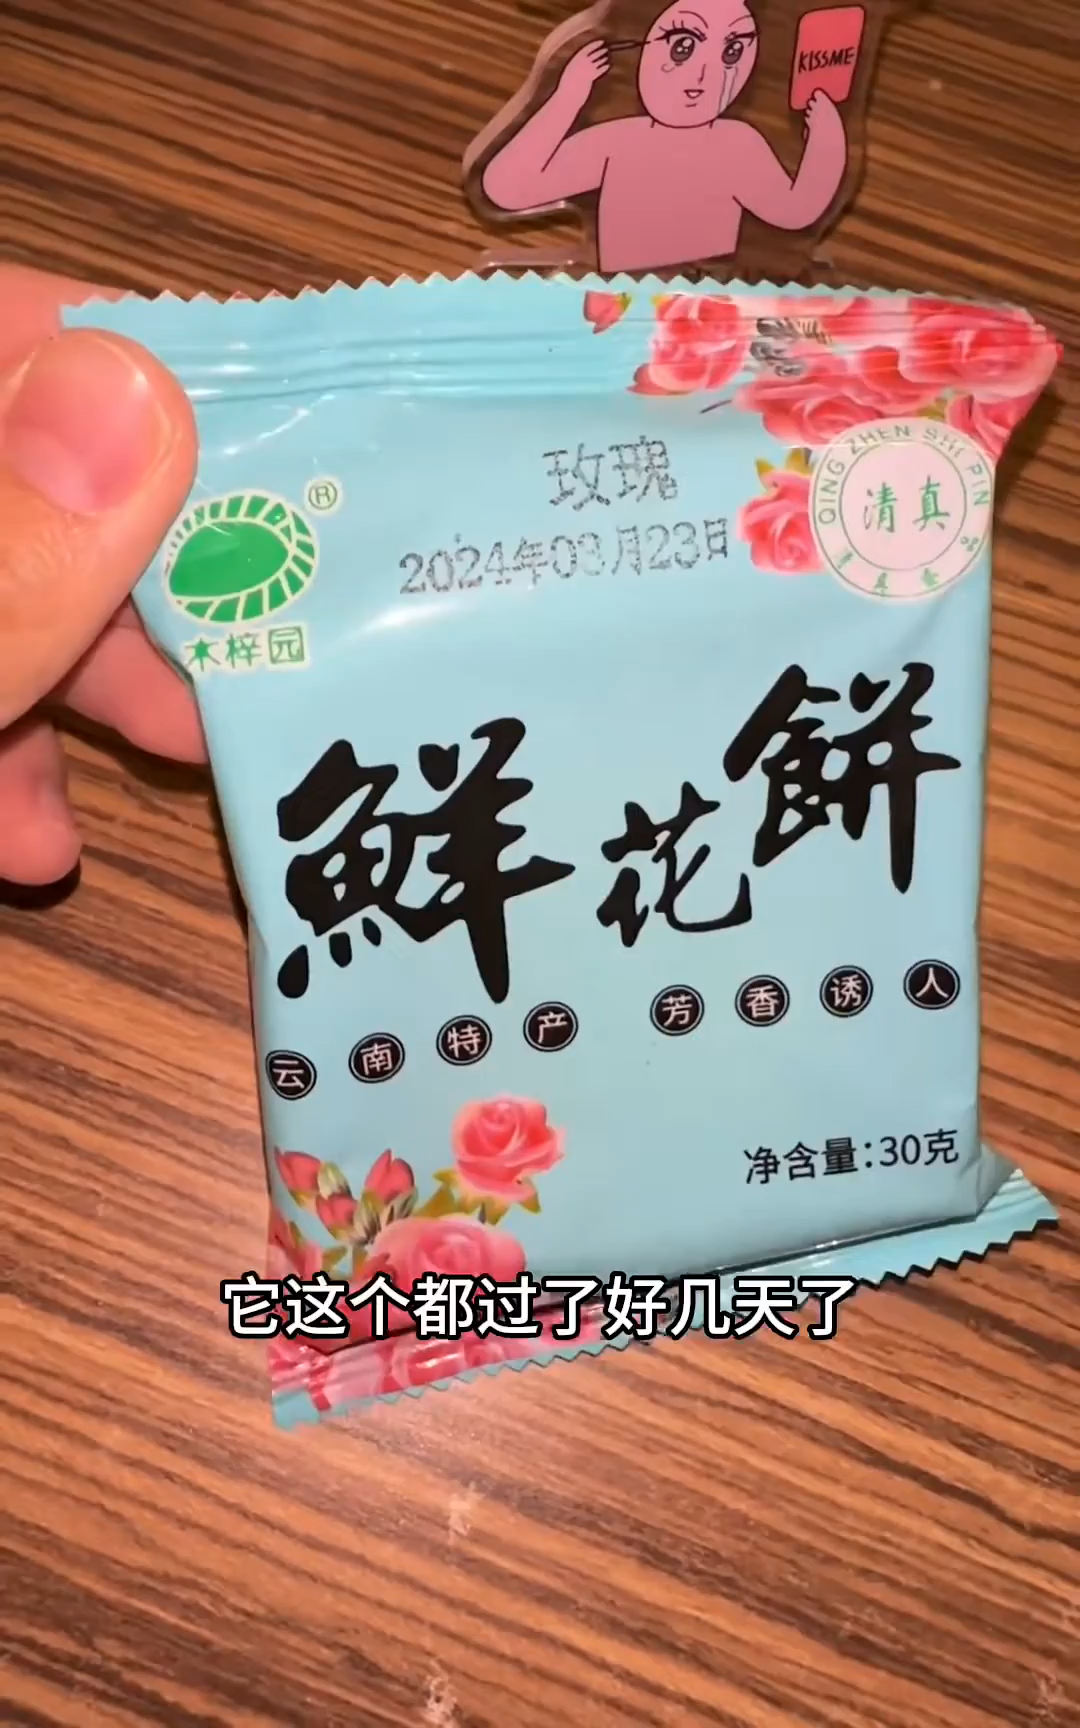 KISSME
玫瑰
2024年03月23日
QING ZHEN SHI PIN
清真
®
木梓园
鮮花餅
云南特产 芳香诱人
净含量:30克
它这个都过了好几天了